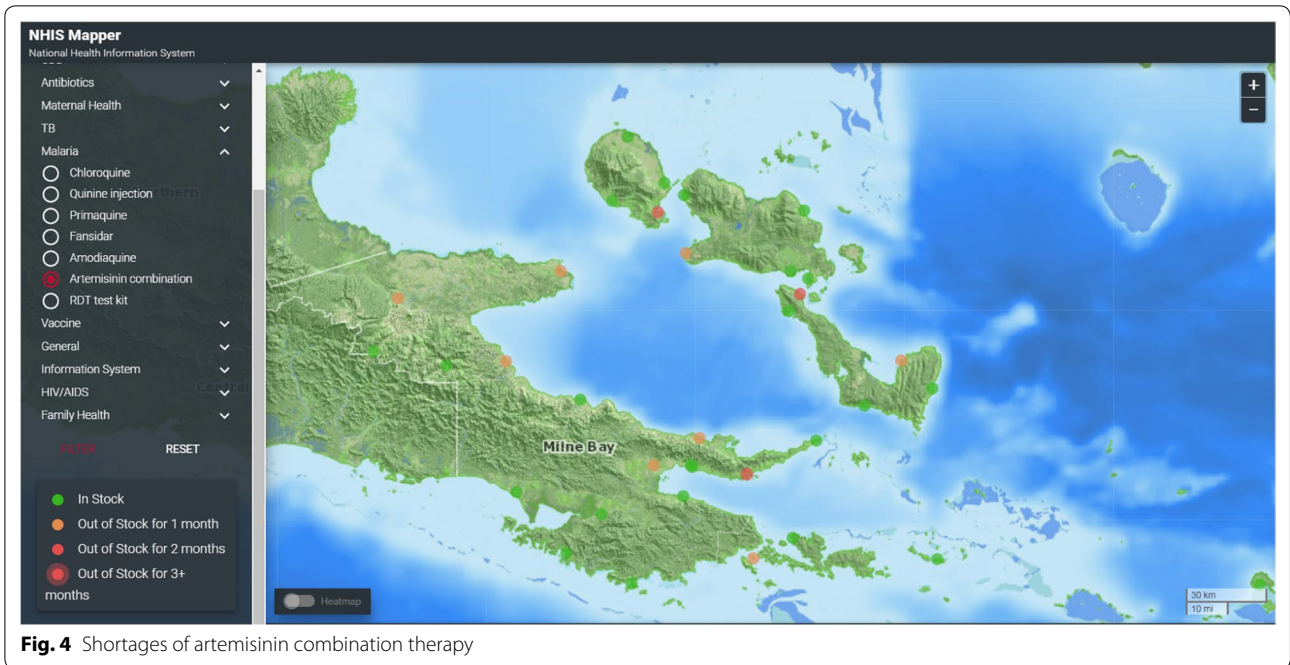 NHIS Mapper
National Health Information System
Antibiotics
Maternal Health
TB
Malaria
Chloroquine
Quinine injection
Primaquine
Fansidar
Amodiaquine
Artemisinin combination
RDT test kit
Vaccine
General
Information System
HIV/AIDS
Family Health
FILTER RESET
In Stock
Out of Stock for 1 month
Out of Stock for 2 months
Out of Stock for 3+
months
Milne Bay
Heatmap
+
−
30 km
10 mi
Fig. 4 Shortages of artemisinin combination therapy